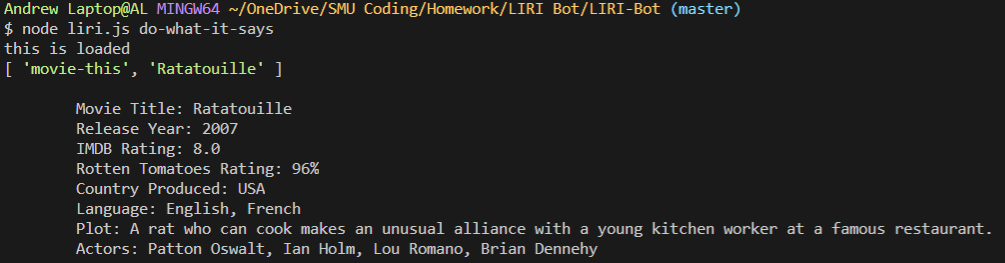 Andrew Laptop@AL MINGW64 ~/OneDrive/SMU Coding/Homework/LIRI Bot/LIRI-Bot (master)
$ node liri.js do-what-it-says
this is loaded
[ 'movie-this', 'Ratatouille' ]
Movie Title: Ratatouille
Release Year: 2007
IMDB Rating: 8.0
Rotten Tomatoes Rating: 96%
Country Produced: USA
Language: English, French
Plot: A rat who can cook makes an unusual alliance with a young kitchen worker at a famous restaurant.
Actors: Patton Oswalt, Ian Holm, Lou Romano, Brian Dennehy